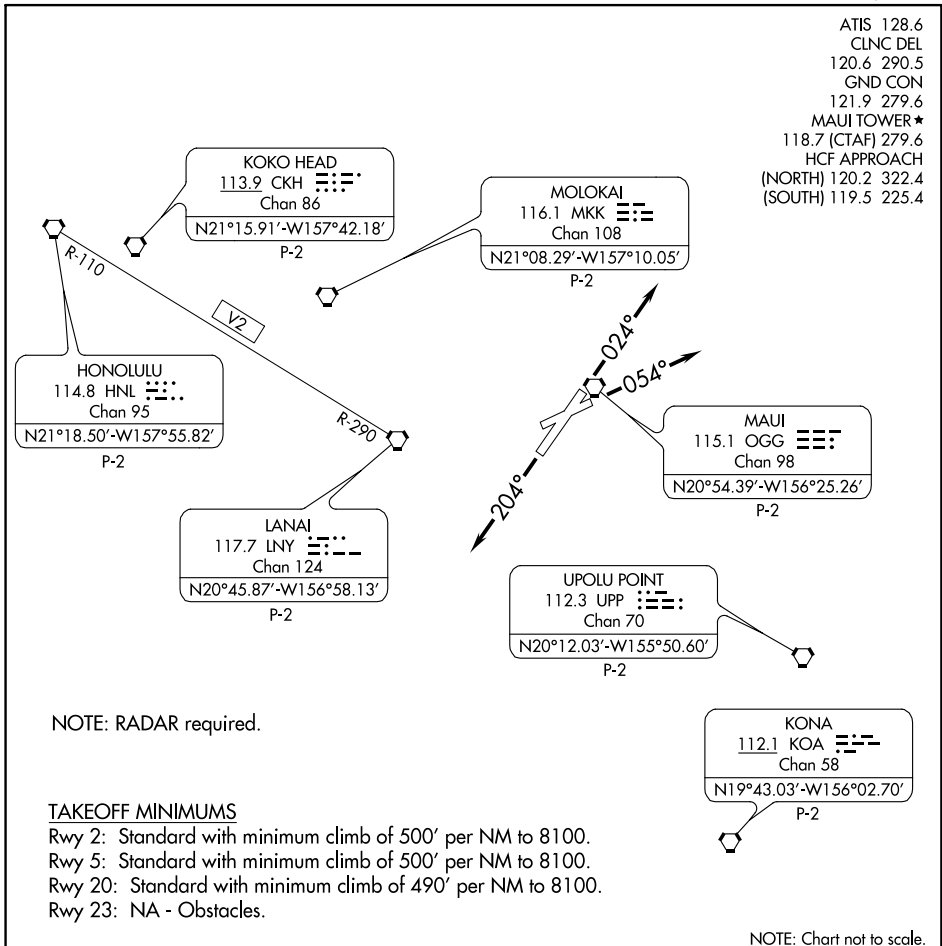 ATIS 128.6
CLNC DEL
120.6 290.5
GND CON
121.9 279.6
MAUI TOWER★
118.7 (CTAF) 279.6
HCF APPROACH
(NORTH) 120.2 322.4
(SOUTH) 119.5 225.4
KOKO HEAD
113.9 CKH
Chan 86
N21°15.91′-W157°42.18′
P-2
MOLOKAI
116.1 MKK
Chan 108
N21°08.29′-W157°10.05′
P-2
R-110
V2
R-290
HONOLULU
114.8 HNL
Chan 95
N21°18.50′-W157°55.82′
P-2
024°
054°
204°
MAUI
115.1 OGG
Chan 98
N20°54.39′-W156°25.26′
P-2
LANAI
117.7 LNY
Chan 124
N20°45.87′-W156°58.13′
P-2
UPOLU POINT
112.3 UPP
Chan 70
N20°12.03′-W155°50.60′
P-2
KONA
112.1 KOA
Chan 58
N19°43.03′-W156°02.70′
P-2
NOTE: RADAR required.
TAKEOFF MINIMUMS
Rwy 2: Standard with minimum climb of 500′ per NM to 8100.
Rwy 5: Standard with minimum climb of 500′ per NM to 8100.
Rwy 20: Standard with minimum climb of 490′ per NM to 8100.
Rwy 23: NA - Obstacles.
NOTE: Chart not to scale.